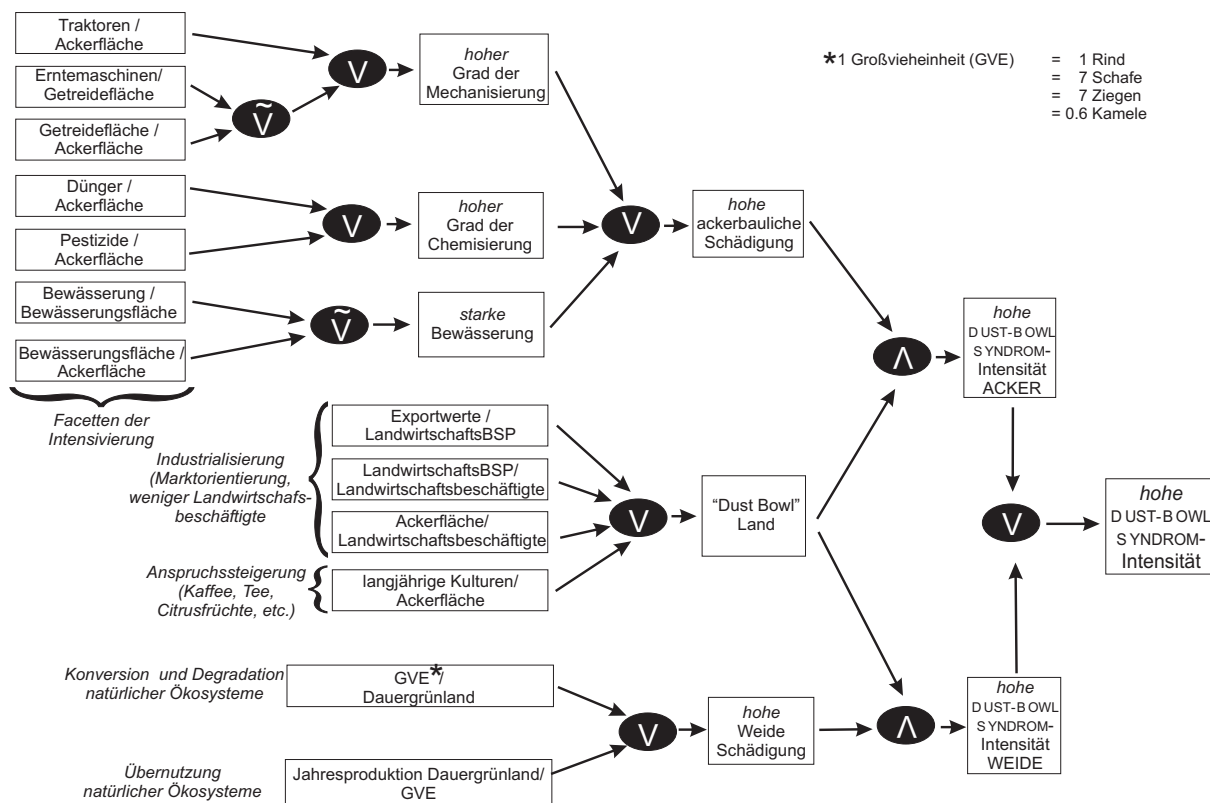 Traktoren /
Ackerfläche
Erntemaschinen/
Getreidefläche
Getreidefläche /
Ackerfläche
Ṽ
V
hoher
Grad der
Mechanisierung
*1 Großvieheinheit (GVE) = 1 Rind
= 7 Schafe
= 7 Ziegen
= 0.6 Kamele
Dünger /
Ackerfläche
Pestizide /
Ackerfläche
V
hoher
Grad der
Chemisierung
Bewässerung /
Bewässerungsfläche
Bewässerungsfläche /
Ackerfläche
Ṽ
starke
Bewässerung
V
hohe
ackerbauliche
Schädigung
Facetten der
Intensivierung
Industrialisierung
(Marktorientierung,
weniger Landwirtschafs-
beschäftigte
Exportwerte /
LandwirtschaftsBSP
LandwirtschaftsBSP/
Landwirtschaftsbeschäftigte
Ackerfläche/
Landwirtschaftsbeschäftigte
Anspruchssteigerung
(Kaffee, Tee,
Citrusfrüchte, etc.)
langjährige Kulturen/
Ackerfläche
V
“Dust Bowl”
Land
Λ
hohe
DUST-BOWL
SYNDROM-
Intensität
ACKER
Konversion und Degradation
natürlicher Ökosysteme
GVE*/
Dauergrünland
Übernutzung
natürlicher Ökosysteme
Jahresproduktion Dauergrünland/
GVE
V
hohe
Weide
Schädigung
Λ
hohe
DUST-BOWL
SYNDROM-
Intensität
WEIDE
V
hohe
DUST-BOWL
SYNDROM-
Intensität